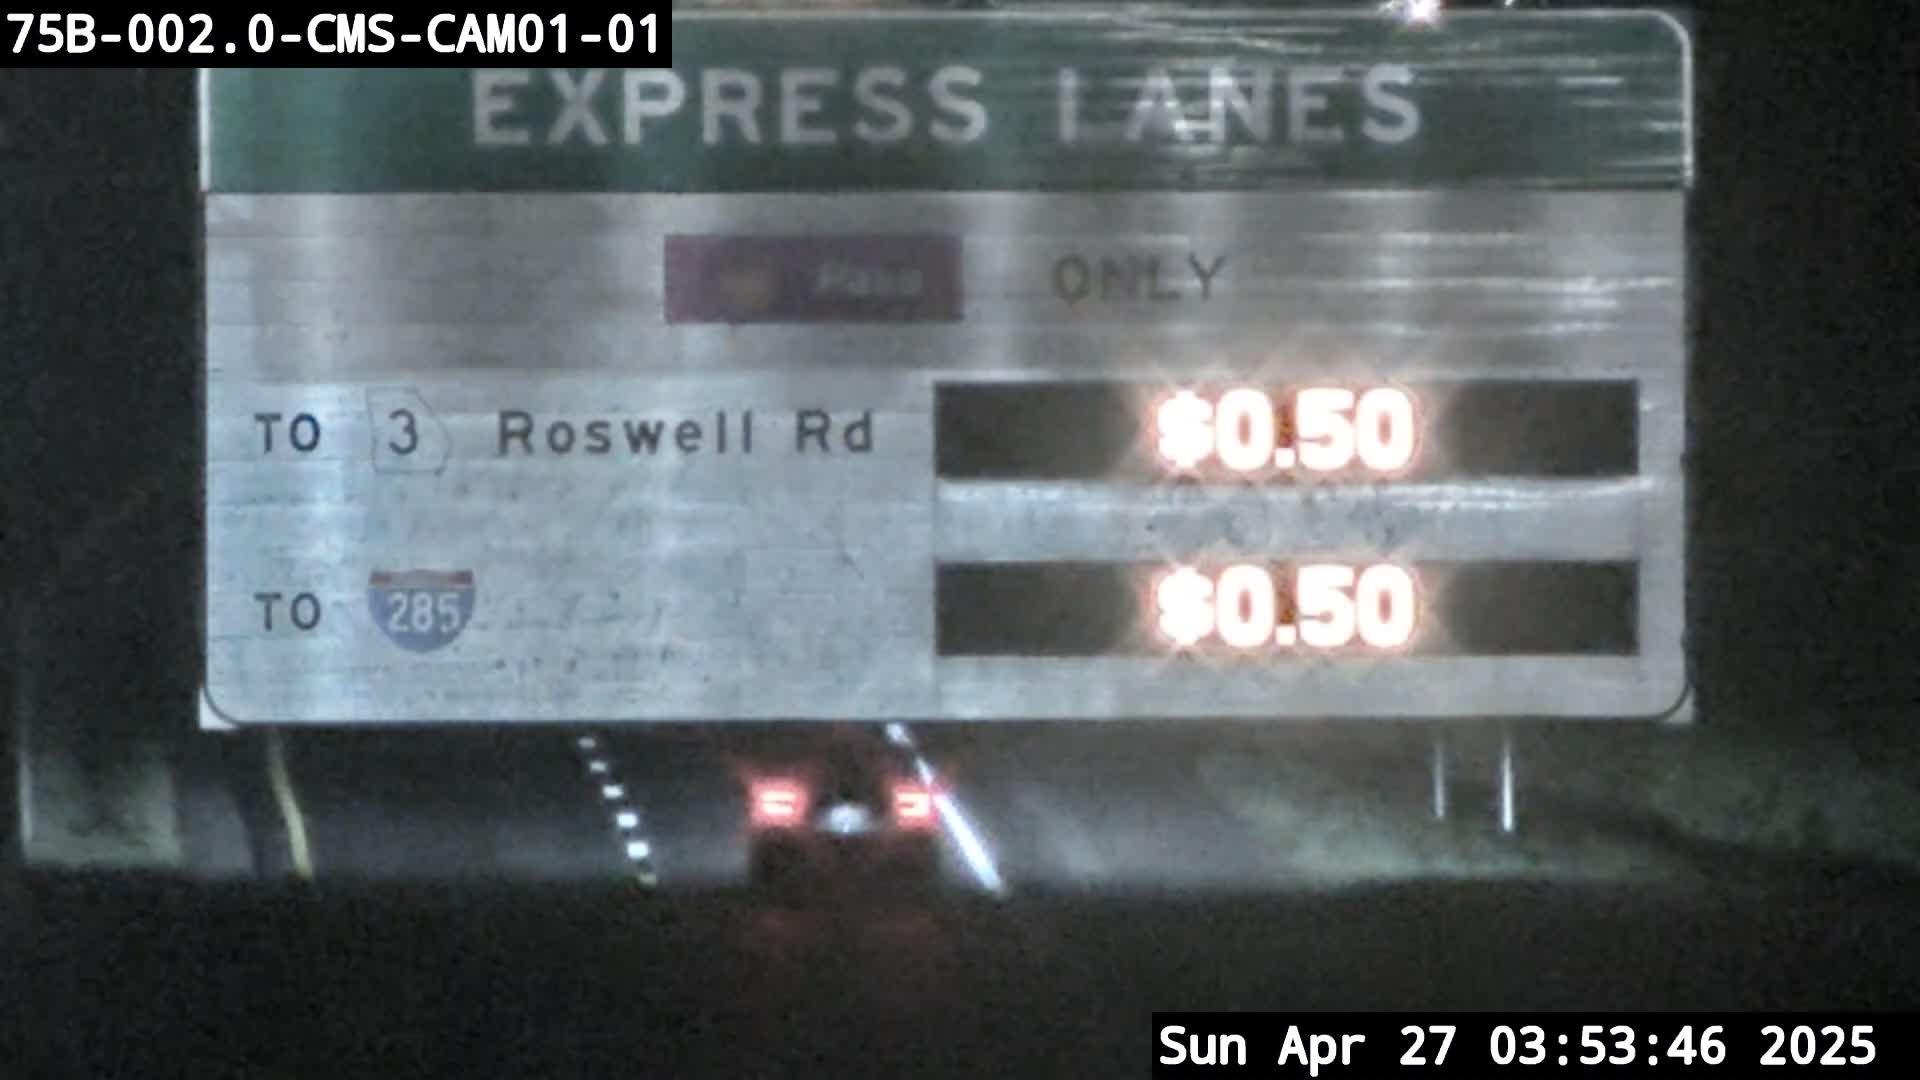 75B-002.0-CMS-CAM01-01
EXPRESS LANES
Pass ONLY
TO 3 Roswell Rd $0.50
TO 285 $0.50
Sun Apr 27 03:53:46 2025